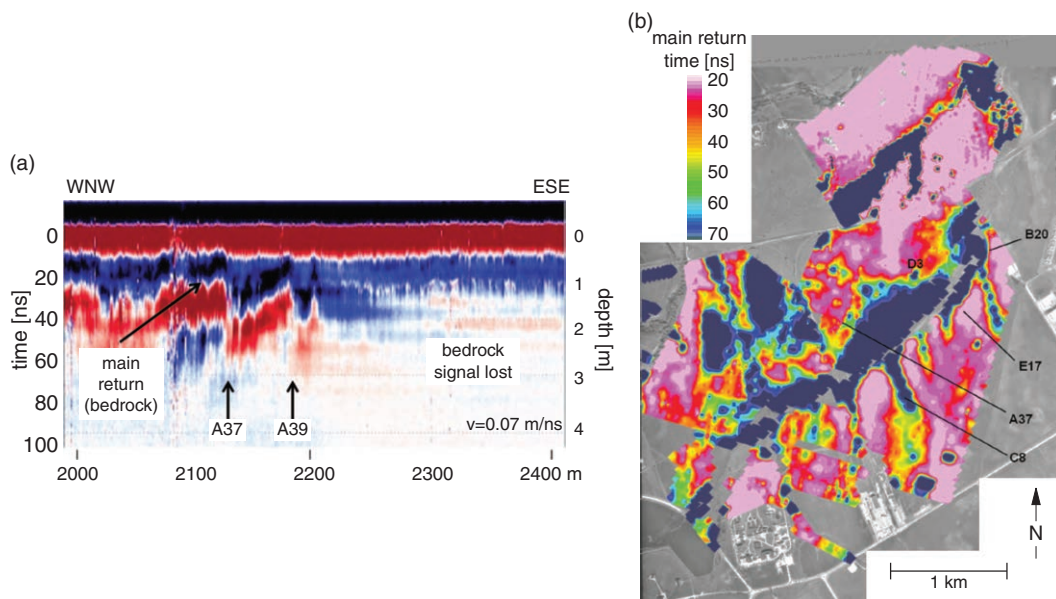 (a)
WNW
ESE
0
20
40
60
80
100
time [ns]
0
1
2
3
4
depth [m]
main
return
(bedrock)
A37
A39
bedrock
signal lost
v=0.07 m/ns
2000
2100
2200
2300
2400 m
(b)
main return
time [ns]
20
30
40
50
60
70
B20
D3
E17
A37
C8
N
1 km